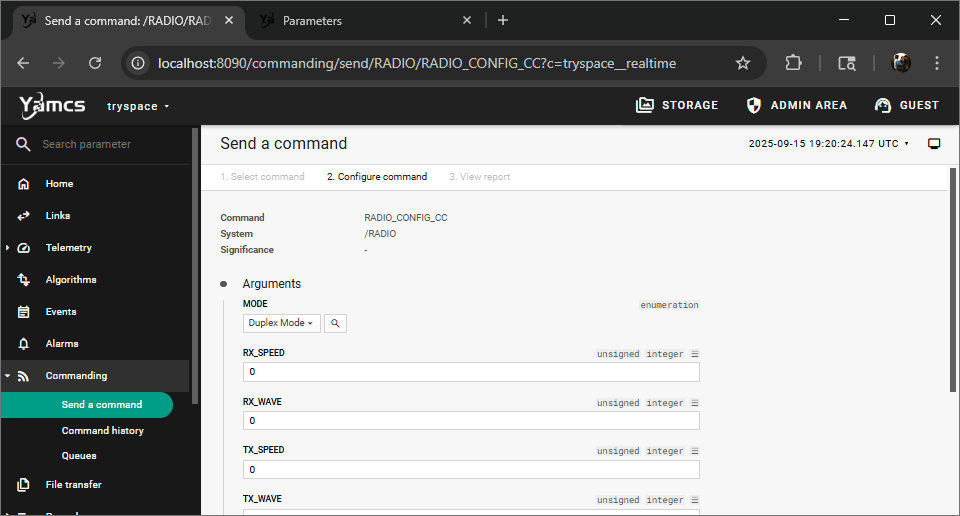 Send a command: /RADIO/RAD
Parameters
localhost:8090/commanding/send/RADIO/RADIO_CONFIG_CC?c=tryspace__realtime
Yamcs
tryspace
STORAGE
ADMIN AREA
GUEST
Search parameter
Send a command
2025-09-15 19:20:24.147 UTC
1. Select command
2. Configure command
3. View report
Home
Links
Telemetry
Algorithms
Events
Alarms
Commanding
Send a command
Command history
Queues
File transfer
Command
RADIO_CONFIG_CC
System
/RADIO
Significance
-
Arguments
MODE
enumeration
Duplex Mode
RX_SPEED
unsigned integer
0
RX_WAVE
unsigned integer
0
TX_SPEED
unsigned integer
0
TX_WAVE
unsigned integer